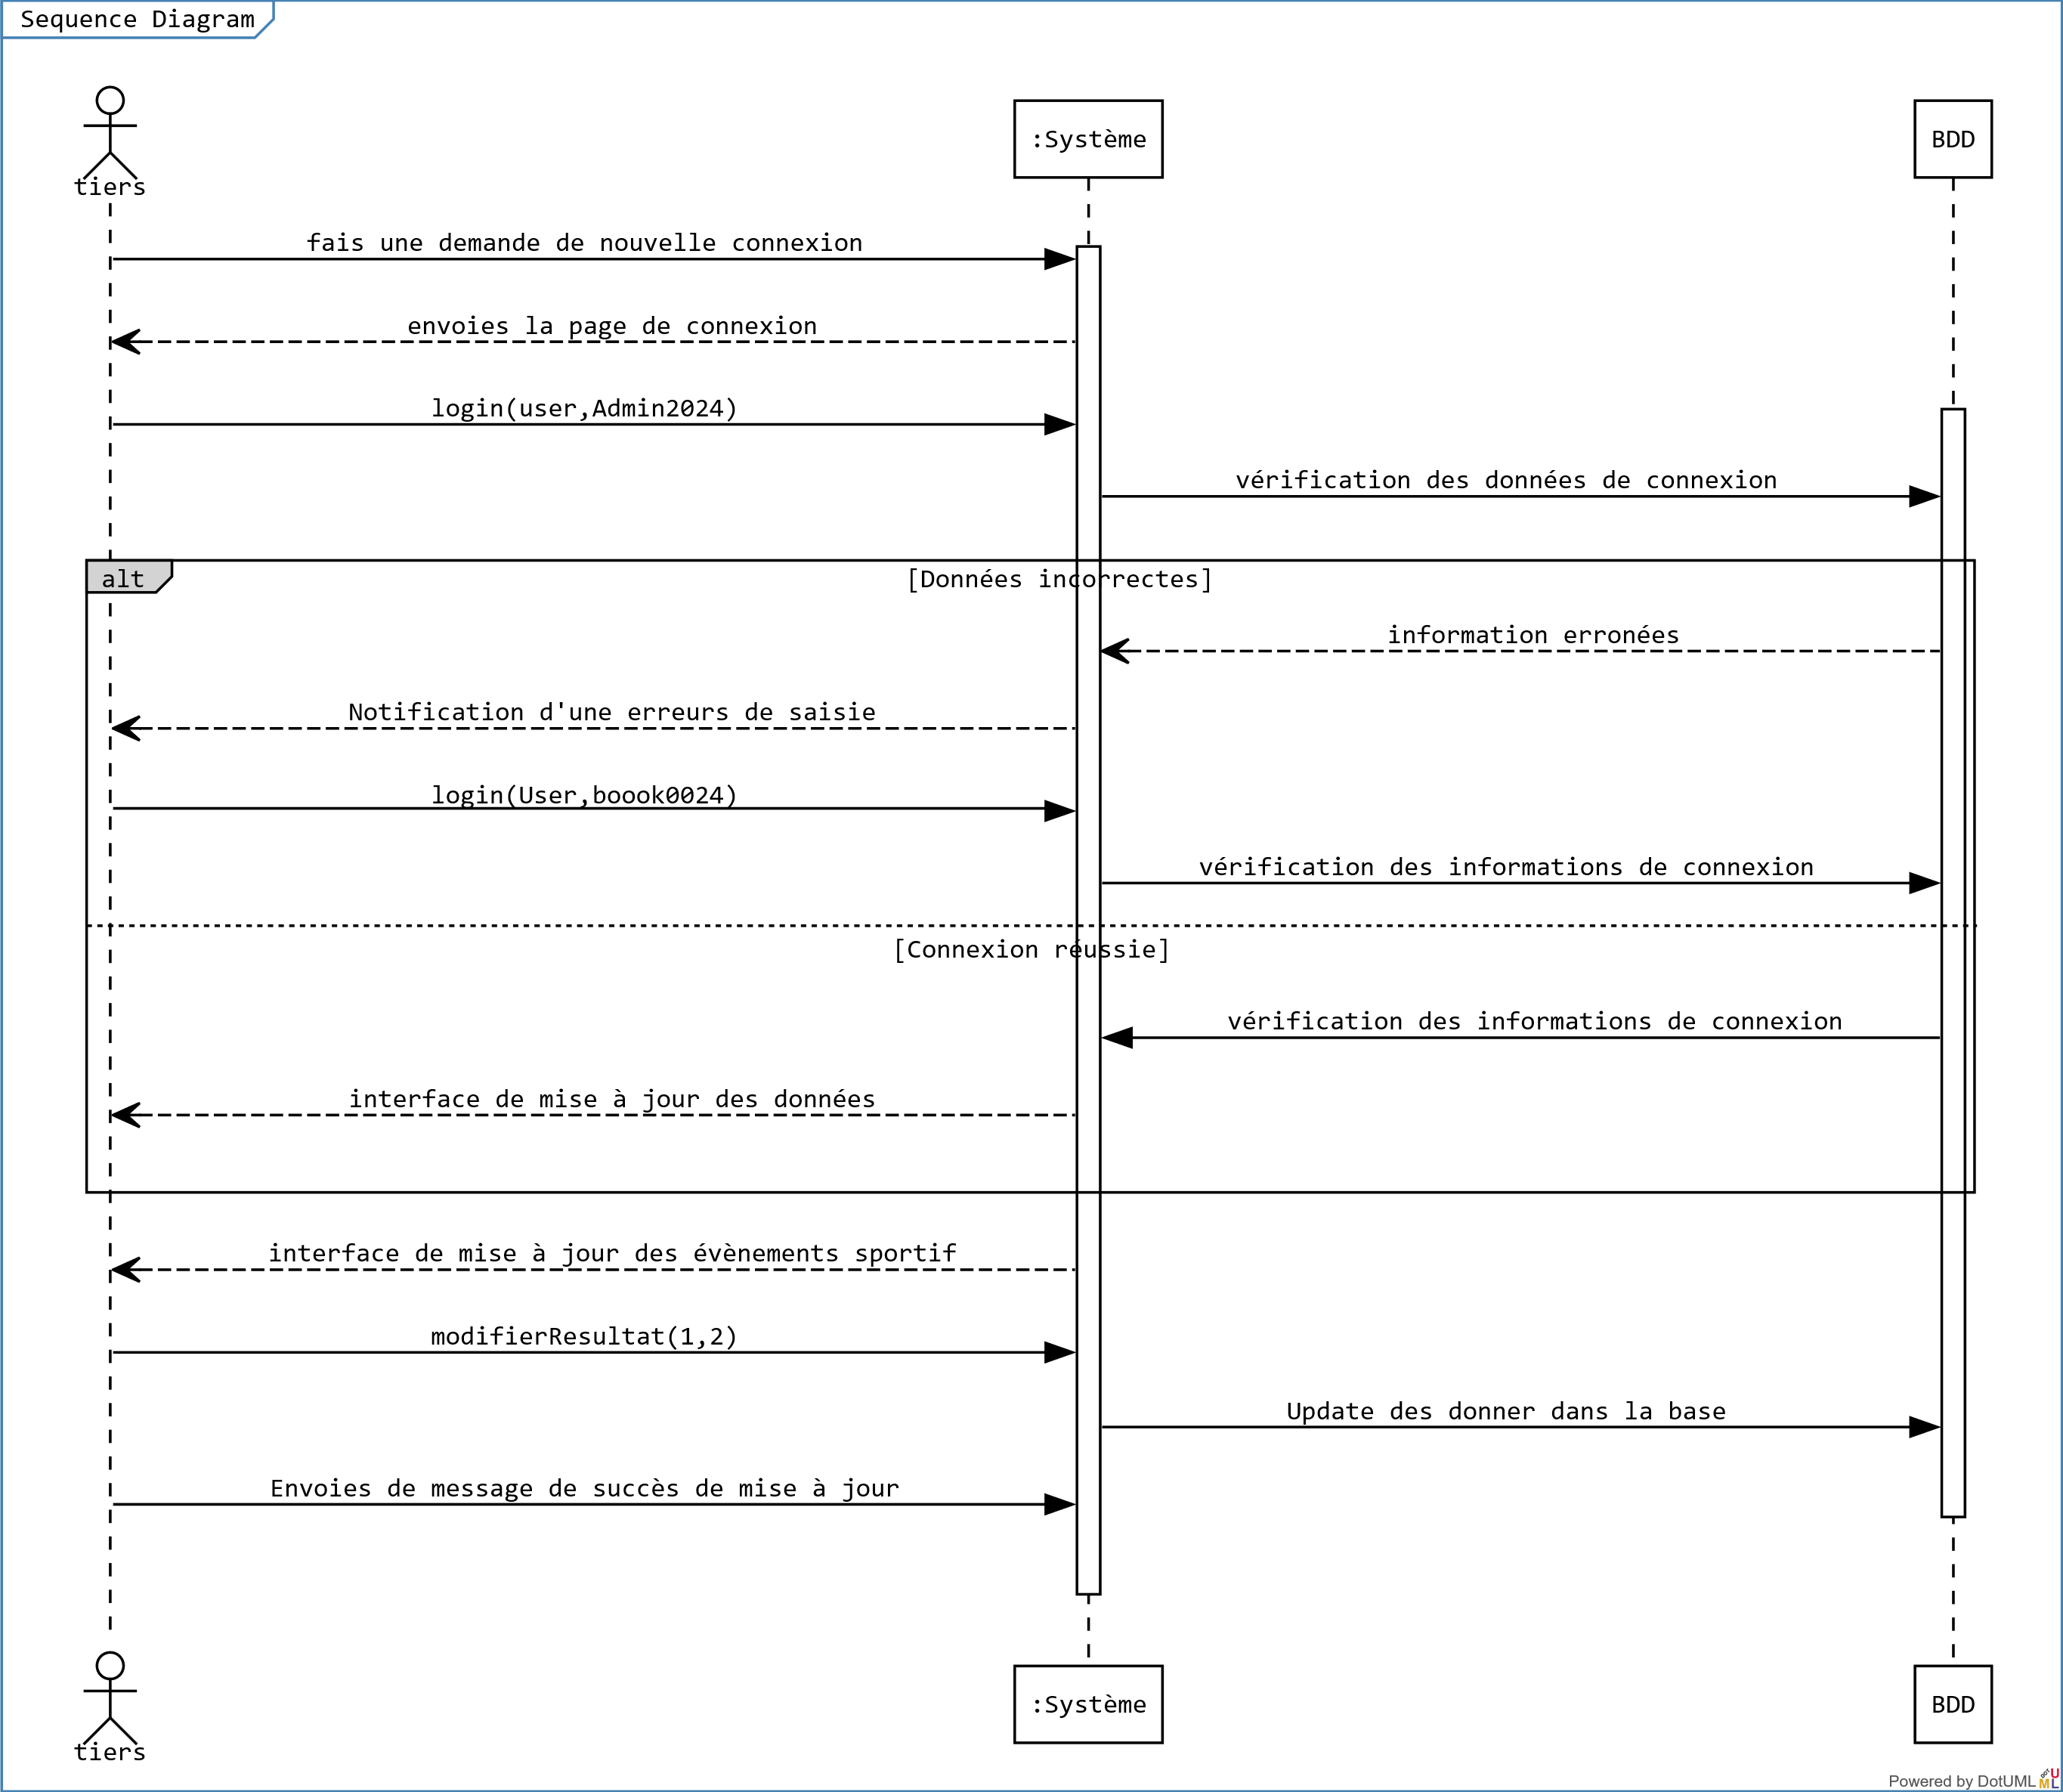 Sequence Diagram
tiers
:Système
BDD
fais une demande de nouvelle connexion
envoies la page de connexion
login(user,Admin2024)
vérification des données de connexion
alt
[Données incorrectes]
information erronées
Notification d'une erreurs de saisie
login(User,boook0024)
vérification des informations de connexion
[Connexion réussie]
vérification des informations de connexion
interface de mise à jour des données
interface de mise à jour des évènements sportif
modifierResultat(1,2)
Update des donner dans la base
Envoies de message de succès de mise à jour
tiers
:Système
BDD
Powered by DotUML
UML